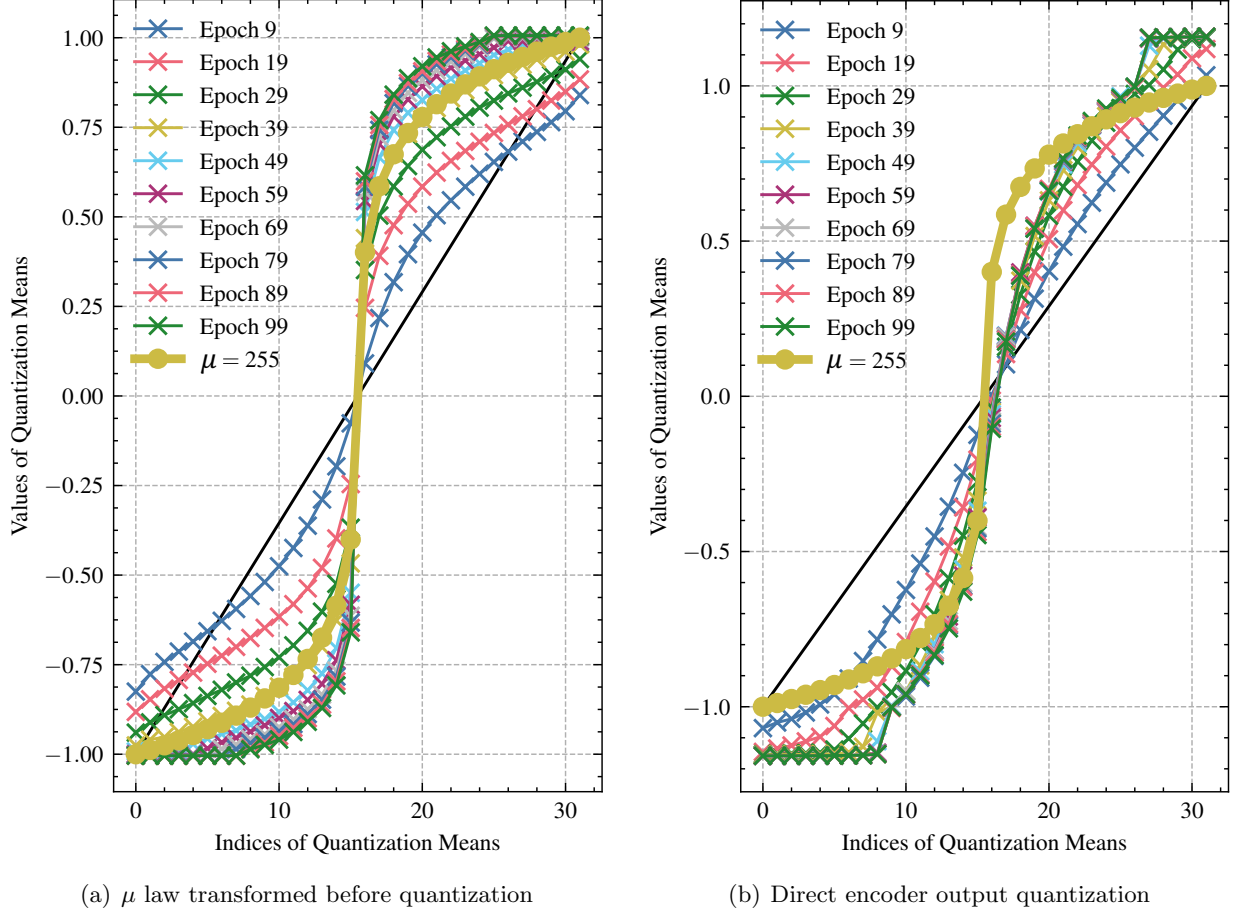 Values of Quantization Means
1.00
0.75
0.50
0.25
0.00
−0.25
−0.50
−0.75
−1.00
Epoch 9
Epoch 19
Epoch 29
Epoch 39
Epoch 49
Epoch 59
Epoch 69
Epoch 79
Epoch 89
Epoch 99
μ = 255
0 10 20 30
Indices of Quantization Means
(a) μ law transformed before quantization
Values of Quantization Means
1.0
0.5
0.0
−0.5
−1.0
Epoch 9
Epoch 19
Epoch 29
Epoch 39
Epoch 49
Epoch 59
Epoch 69
Epoch 79
Epoch 89
Epoch 99
μ = 255
0 10 20 30
Indices of Quantization Means
(b) Direct encoder output quantization